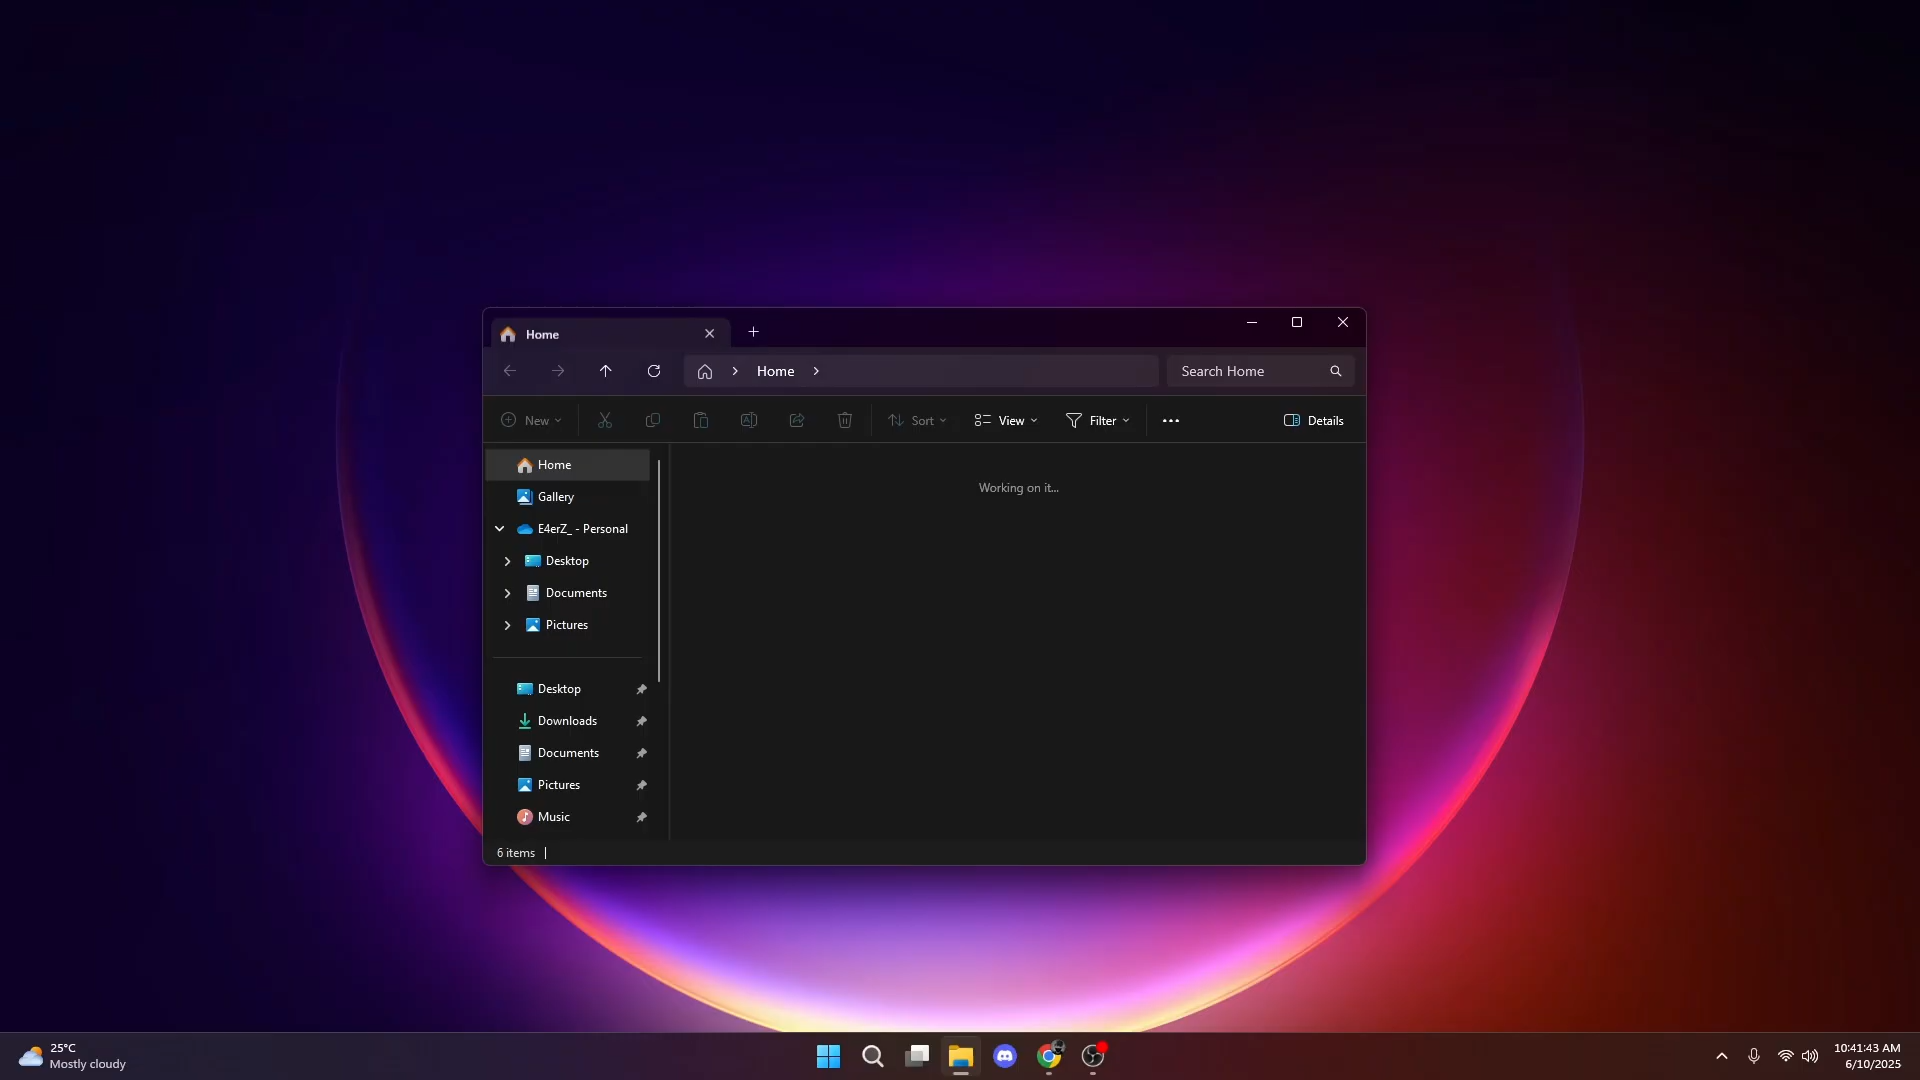 Home
Home
Search Home
New
Sort
View
Filter
Details
Home
Gallery
E4erZ_ - Personal
Desktop
Documents
Pictures
Desktop
Downloads
Documents
Pictures
Music
Working on it...
6 items
25°C
Mostly cloudy
10:41:43 AM
6/10/2025